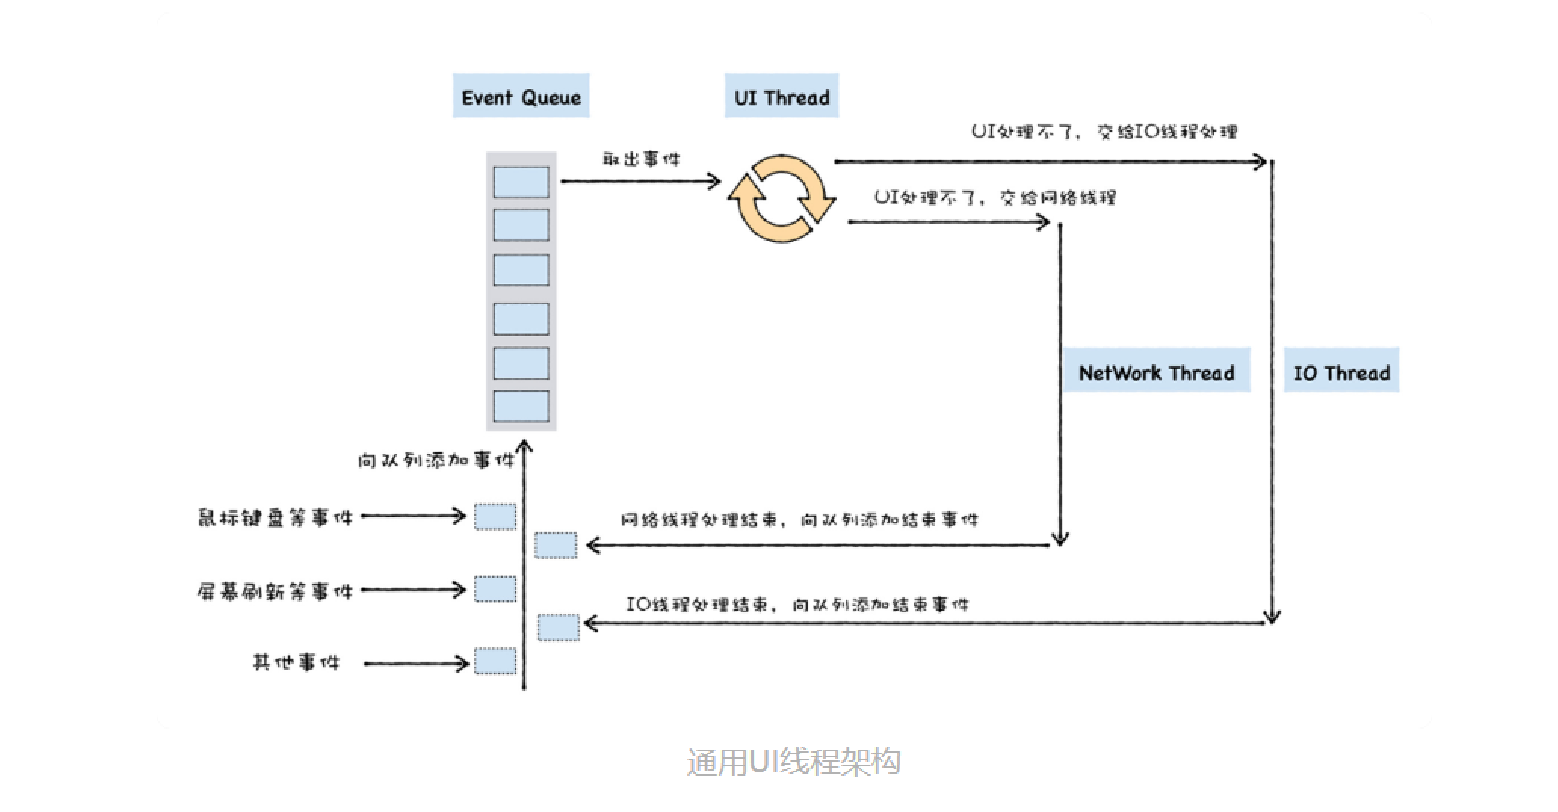 Event Queue
UI Thread
UI处理不了，交给IO线程处理
取出事件
UI处理不了，交给网络线程
NetWork Thread
IO Thread
向队列添加事件
鼠标键盘等事件
网络线程处理结束，向队列添加结束事件
屏幕刷新等事件
IO线程处理结束，向队列添加结束事件
其他事件
通用UI线程架构